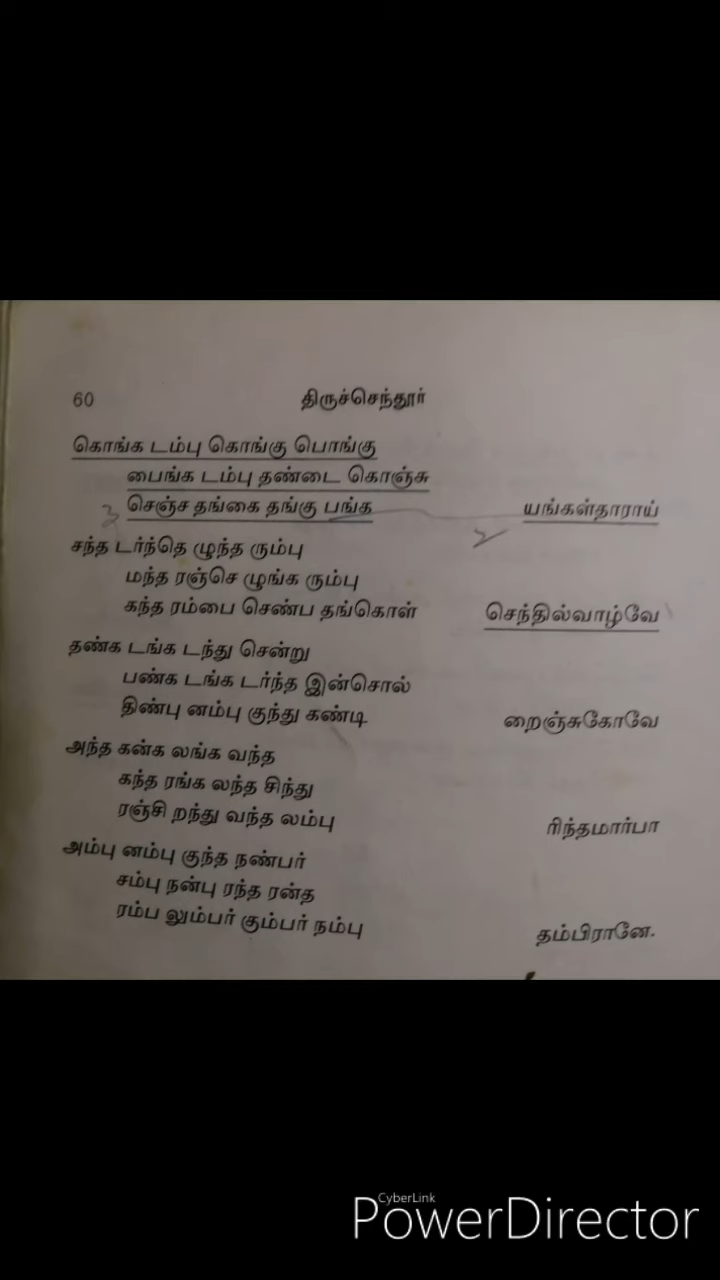 60 திருச்செந்தூர்
கொங்க டம்பு கொங்கு பொங்கு
பைங்க டம்பு தண்டை கொஞ்சு
3 செஞ்ச தங்கை தங்கு பங்க யங்கள்தாராய்
சந்த டர்ந்தெ ழுந்த ரும்பு
மந்த ரஞ்செ ழுங்க ரும்பு
கந்த ரம்பை செண்ப தங்கொள் செந்தில்வாழ்வே
தண்க டங்க டந்து சென்று
பண்க டங்க டர்ந்த இன்சொல்
திண்பு னம்பு குந்து கண்டி றைஞ்சுகோவே
அந்த கன்க லங்க வந்த
கந்த ரங்க லந்த சிந்து
ரஞ்சி றந்து வந்த லம்பு ரிந்தமார்பா
அம்பு னம்பு குந்த நண்பர்
சம்பு நன்பு ரந்த ரன்த
ரம்ப லும்பர் கும்பர் நம்பு தம்பிரானே.
CyberLink
PowerDirector